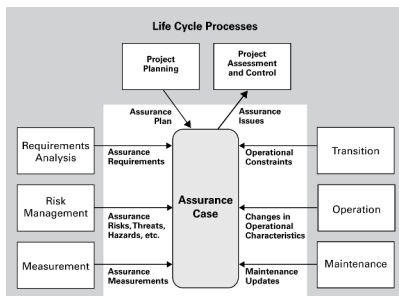 Life Cycle Processes
Project
Planning
Project
Assessment
and Control
Assurance
Plan
Assurance
Issues
Requirements
Analysis
Assurance
Requirements
Assurance
Case
Operational
Constraints
Transition
Risk
Management
Assurance
Risks, Threats,
Hazards, etc.
Changes in
Operational
Characteristics
Operation
Measurement
Assurance
Measurements
Maintenance
Updates
Maintenance